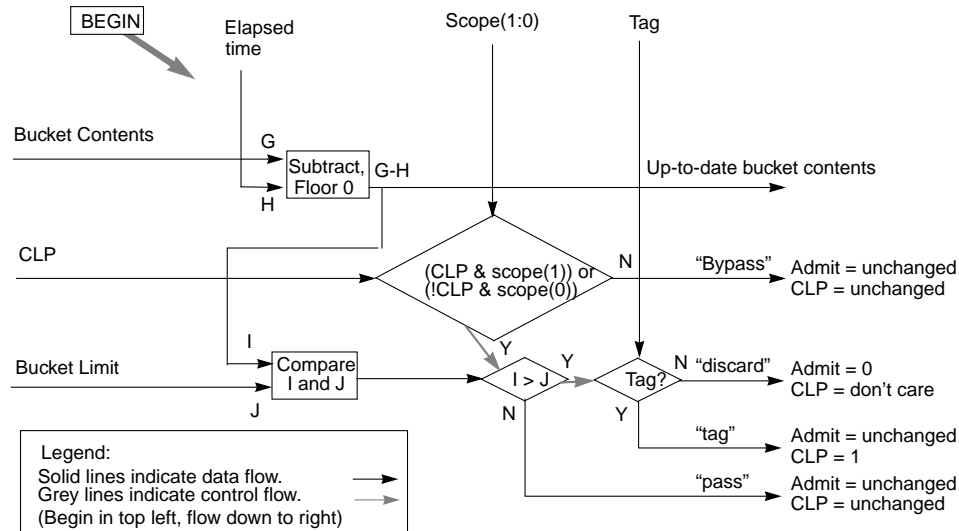 BEGIN
Elapsed
time
Scope(1:0)
Tag
Bucket Contents
G
Subtract,
Floor 0
G-H
H
Up-to-date bucket contents
CLP
(CLP & scope(1)) or
(!CLP & scope(0))
N
“Bypass”
Admit = unchanged
CLP = unchanged
Y
I
Bucket Limit
J
Compare
I and J
I > J
Y
N
Tag?
N
“discard”
Admit = 0
CLP = don’t care
Y
“tag”
Admit = unchanged
CLP = 1
“pass”
Admit = unchanged
CLP = unchanged
Legend:
Solid lines indicate data flow.
Grey lines indicate control flow.
(Begin in top left, flow down to right)